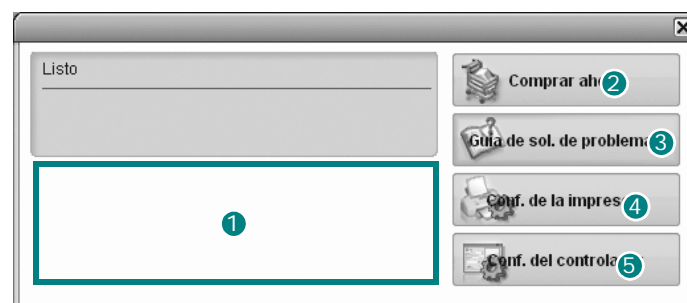 Listo
1
Comprar ah 2
Guía de sol. de problema 3
Conf. de la impres 4
Conf. del controla 5